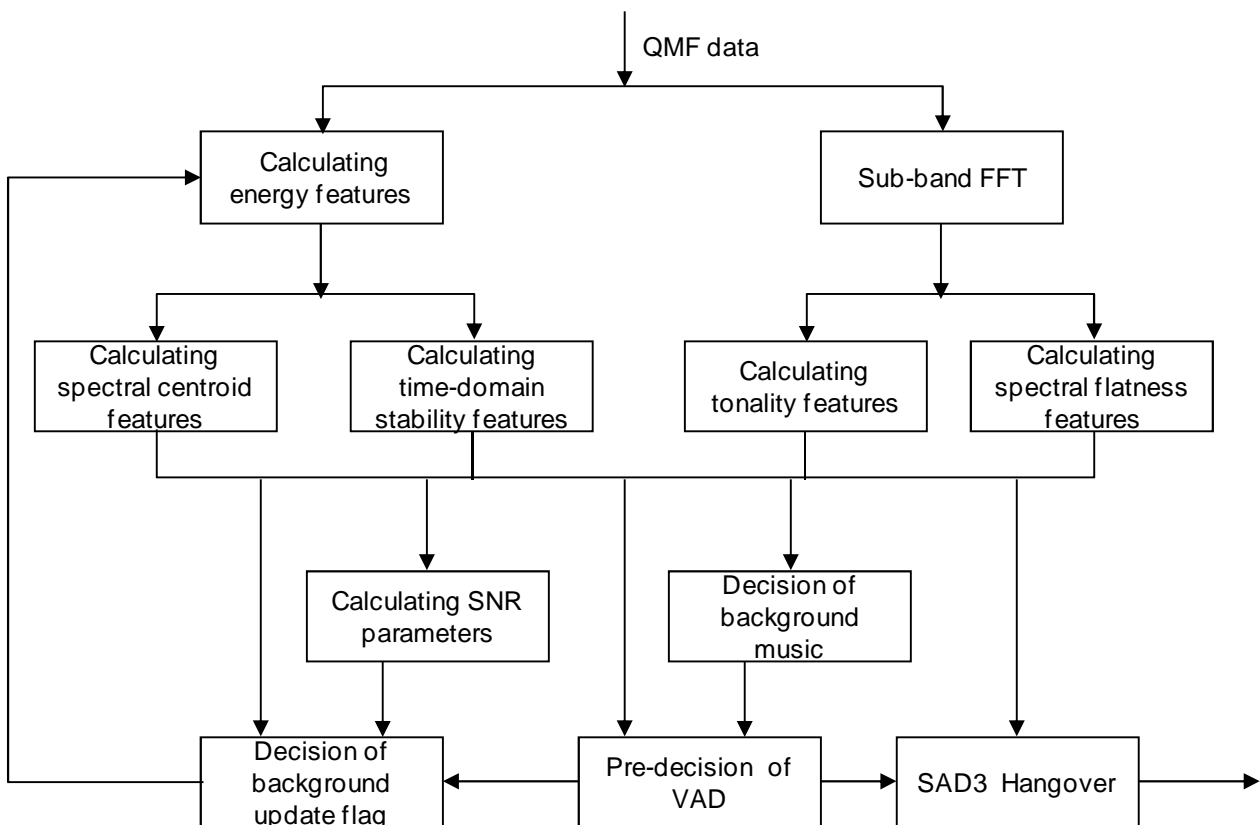 QMF data
Calculating
energy features
Sub-band FFT
Calculating
spectral centroid
features
Calculating
time-domain
stability features
Calculating
tonality features
Calculating
spectral flatness
features
Calculating SNR
parameters
Decision of
background
music
Decision of
background
update flag
Pre-decision of
VAD
SAD3 Hangover